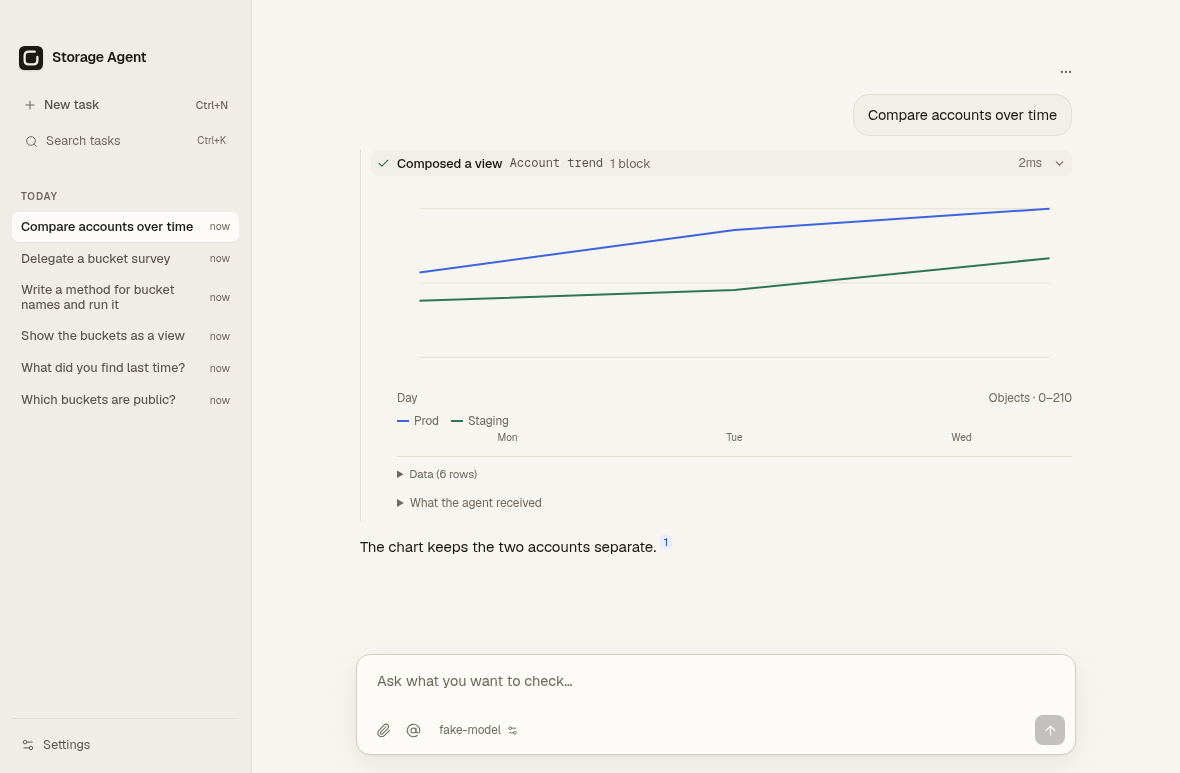 Storage Agent
New task Ctrl+N
Search tasks Ctrl+K
TODAY
Compare accounts over time now
Delegate a bucket survey now
Write a method for bucket
names and run it now
Show the buckets as a view now
What did you find last time? now
Which buckets are public? now
Settings
...
Compare accounts over time
Composed a view Account trend 1 block 2ms
Day Objects · 0–210
Prod Staging
Mon Tue Wed
Data (6 rows)
What the agent received
The chart keeps the two accounts separate. 1
Ask what you want to check...
fake-model